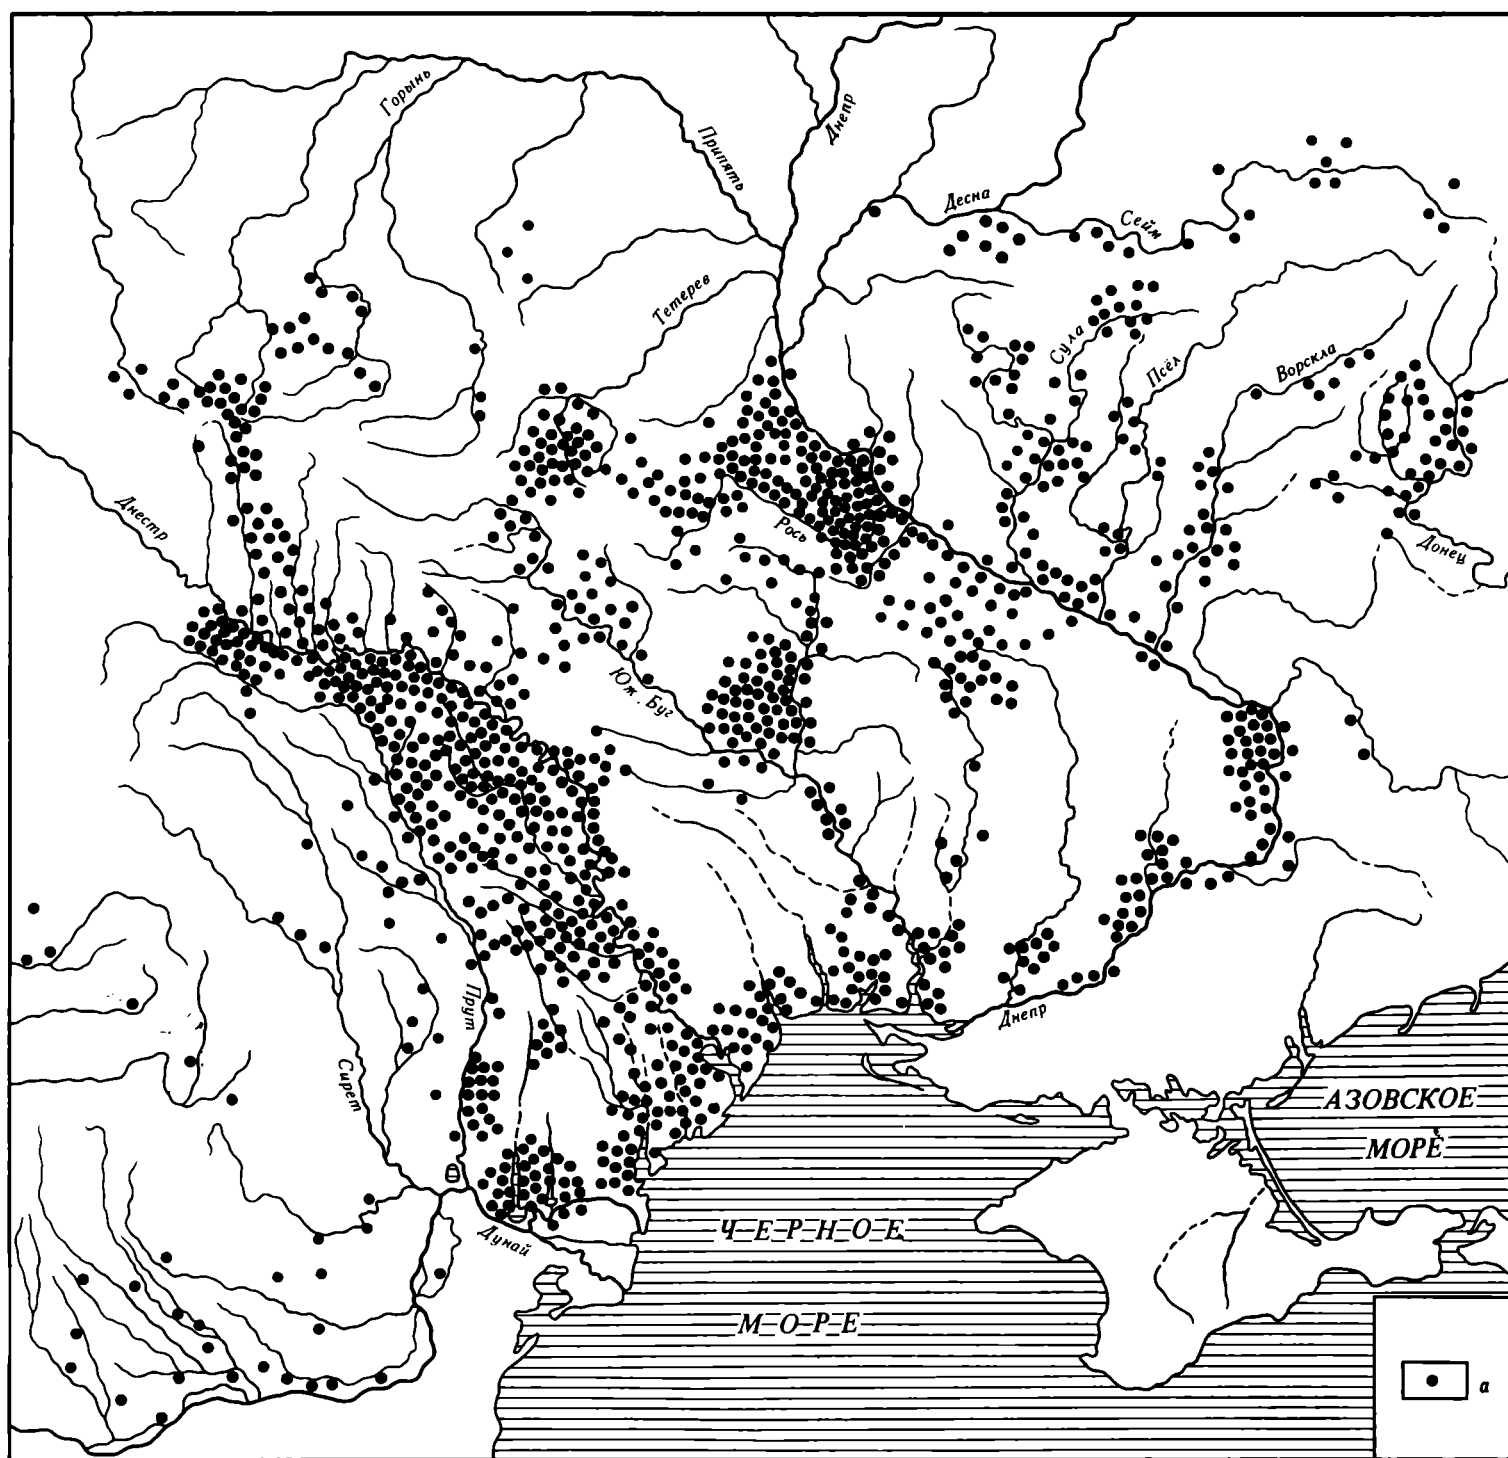 Горынь
Припять
Днепр
Десна
Сейм
Тетерев
Сула
Псёл
Ворскла
Днестр
Рось
Донец
Юж. Буг
Прут
Днепр
Сирет
АЗОВСКОЕ
МОРЕ
ЧЕРНОЕ
МОРЕ
Дунай
а